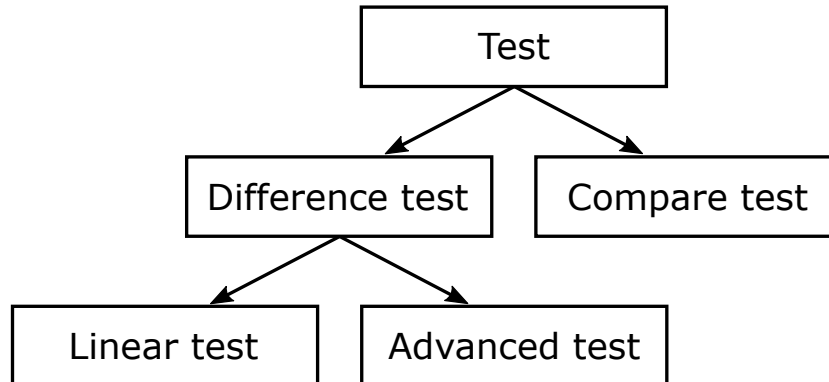 Test
Difference test
Compare test
Linear test
Advanced test